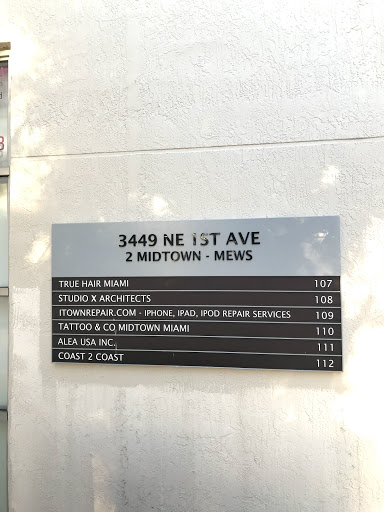 3449 NE 1ST AVE
2 MIDTOWN - MEWS
TRUE HAIR MIAMI 107
STUDIO X ARCHITECTS 108
ITOWNREPAIR.COM - IPHONE, IPAD, IPOD REPAIR SERVICES 109
TATTOO & CO MIDTOWN MIAMI 110
ALEA USA INC. 111
COAST 2 COAST 112